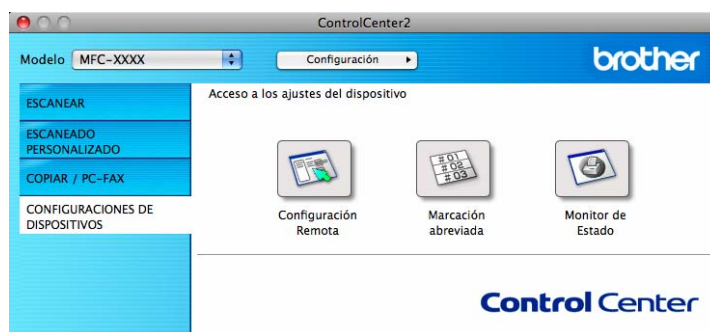 ControlCenter2
Modelo MFC-XXXX Configuración
brother
ESCANEAR
ESCANEADO
PERSONALIZADO
COPIAR / PC-FAX
CONFIGURACIONES DE
DISPOSITIVOS
Acceso a los ajustes del dispositivo
#01
#02
#03
Configuración
Remota
Marcación
abreviada
Monitor de
Estado
Control Center